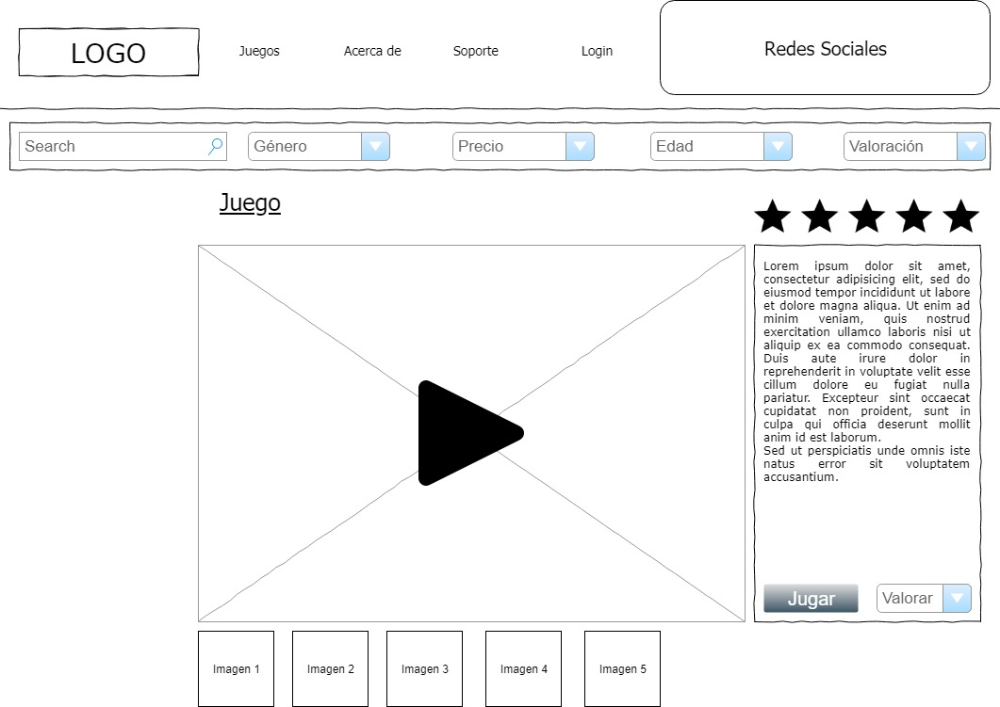 LOGO
Juegos
Acerca de
Soporte
Login
Redes Sociales
Search
Género
Precio
Edad
Valoración
Juego
Lorem ipsum dolor sit amet,
consectetur adipisicing elit, sed do
eiusmod tempor incididunt ut labore
et dolore magna aliqua. Ut enim ad
minim veniam, quis nostrud
exercitation ullamco laboris nisi ut
aliquip ex ea commodo consequat.
Duis aute irure dolor in
reprehenderit in voluptate velit esse
cillum dolore eu fugiat nulla
pariatur. Excepteur sint occaecat
cupidatat non proident, sunt in
culpa qui officia deserunt mollit
anim id est laborum.
Sed ut perspiciatis unde omnis iste
natus error sit voluptatem
accusantium.
Jugar
Valorar
Imagen 1
Imagen 2
Imagen 3
Imagen 4
Imagen 5